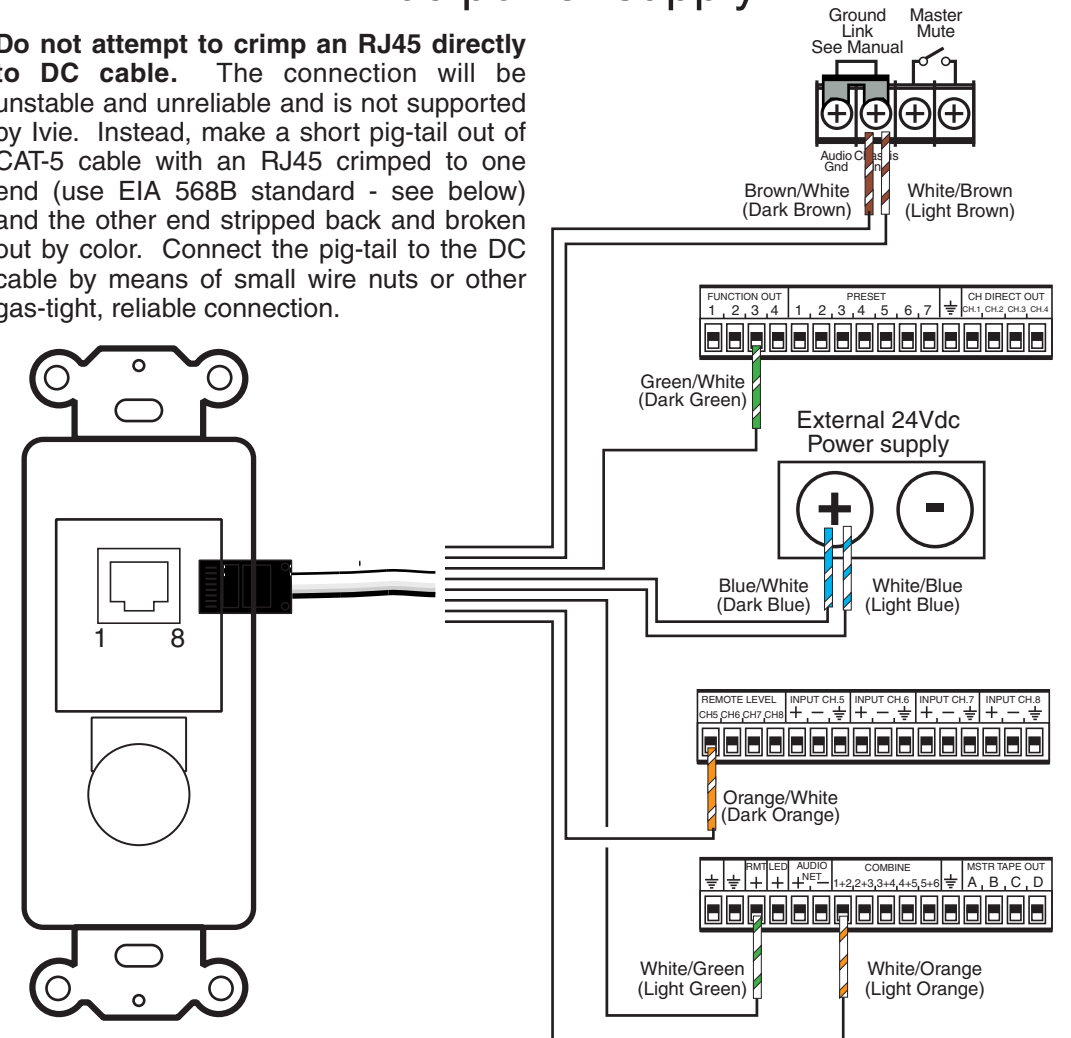 Do not attempt to crimp an RJ45 directly
to DC cable. The connection will be
unstable and unreliable and is not supported
by Ivie. Instead, make a short pig-tail out of
CAT-5 cable with an RJ45 crimped to one
end (use EIA 568B standard - see below)
and the other end stripped back and broken
out by color. Connect the pig-tail to the DC
cable by means of small wire nuts or other
gas-tight, reliable connection.
Ground
Link
See Manual
Master
Mute
Audio
Gnd
Brown/White
(Dark Brown)
White/Brown
(Light Brown)
FUNCTION OUT PRESET CH DIRECT OUT
1 2 3 4 1 2 3 4 5 6 7 CH.1 CH.2 CH.3 CH.4
Green/White
(Dark Green)
External 24Vdc
Power supply
+ -
Blue/White
(Dark Blue)
White/Blue
(Light Blue)
1 8
REMOTE LEVEL INPUT CH.5 INPUT CH.6 INPUT CH.7 INPUT CH.8
CH5 CH6 CH7 CH8 + − + − + − + −
Orange/White
(Dark Orange)
RMT LED AUDIO NET COMBINE MSTR TAPE OUT
+ + + − 1+2 2+3 3+4 4+5 5+6 A B C D
White/Green
(Light Green)
White/Orange
(Light Orange)